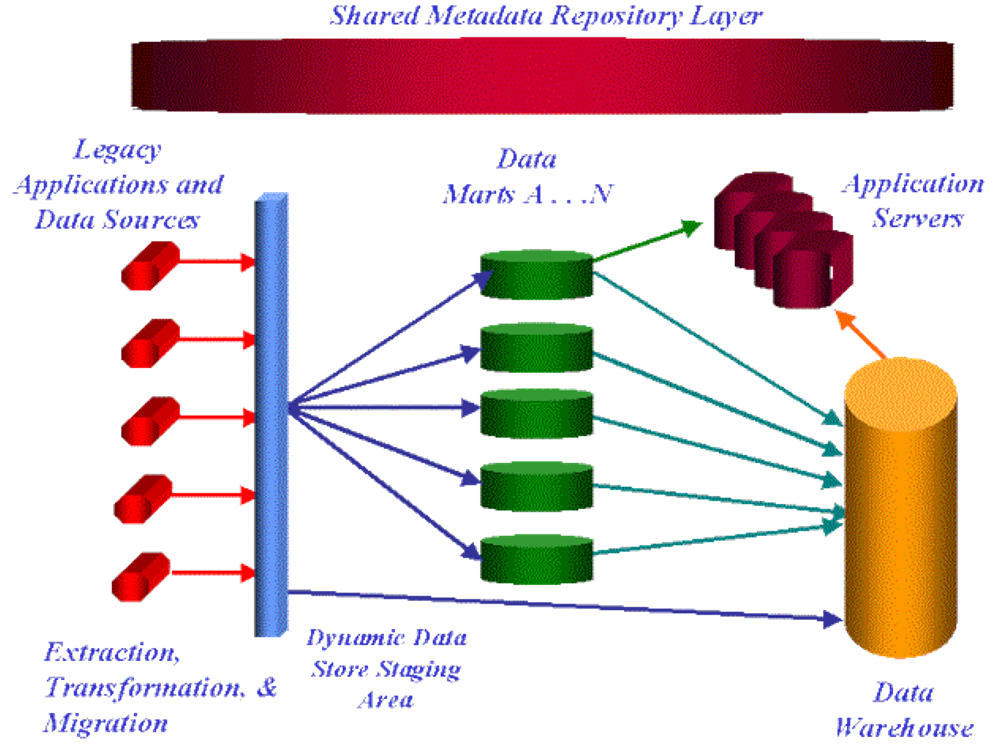 Shared Metadata Repository Layer
Legacy
Applications and
Data Sources
Data
Marts A . . . N
Application
Servers
Extraction,
Transformation, &
Migration
Dynamic Data
Store Staging
Area
Data
Warehouse